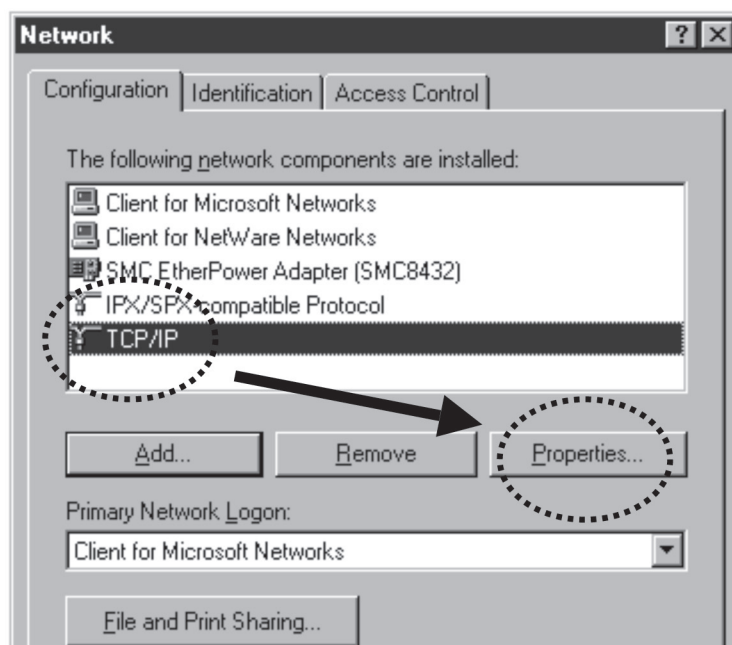 Network
Configuration Identification Access Control
The following network components are installed:
Client for Microsoft Networks
Client for NetWare Networks
SMC EtherPower Adapter (SMC8432)
IPX/SPX-compatible Protocol
TCP/IP
Add... Remove Properties...
Primary Network Logon:
Client for Microsoft Networks
File and Print Sharing...